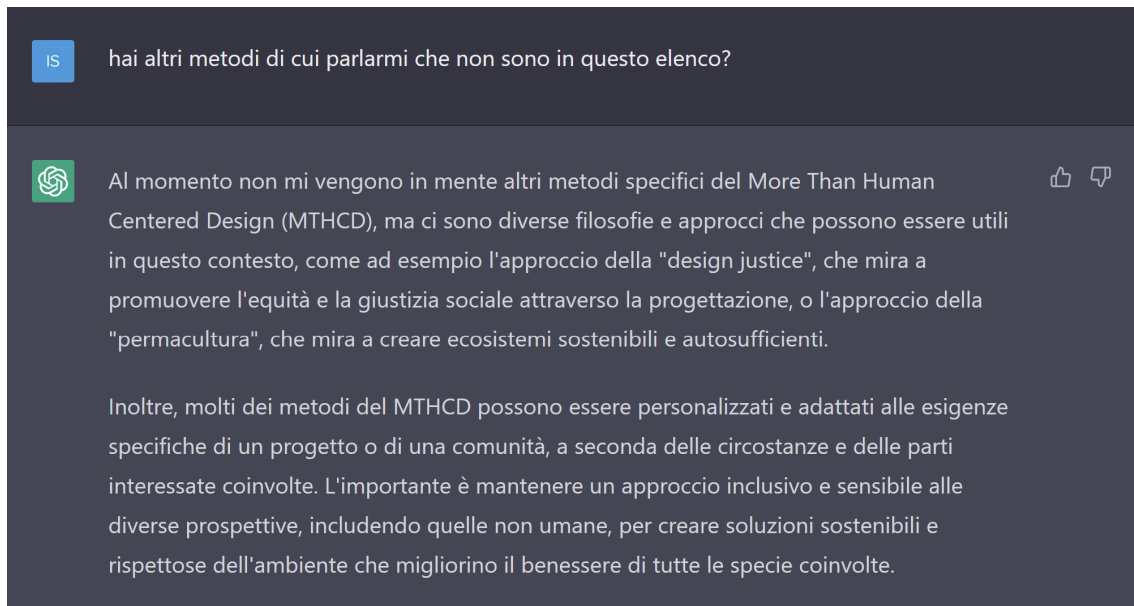 IS
hai altri metodi di cui parlarmi che non sono in questo elenco?
Al momento non mi vengono in mente altri metodi specifici del More Than Human
Centered Design (MTHCD), ma ci sono diverse filosofie e approcci che possono essere utili
in questo contesto, come ad esempio l'approccio della "design justice", che mira a
promuovere l'equità e la giustizia sociale attraverso la progettazione, o l'approccio della
"permacultura", che mira a creare ecosistemi sostenibili e autosufficienti.
Inoltre, molti dei metodi del MTHCD possono essere personalizzati e adattati alle esigenze
specifiche di un progetto o di una comunità, a seconda delle circostanze e delle parti
interessate coinvolte. L'importante è mantenere un approccio inclusivo e sensibile alle
diverse prospettive, includendo quelle non umane, per creare soluzioni sostenibili e
rispettose dell'ambiente che migliorino il benessere di tutte le specie coinvolte.